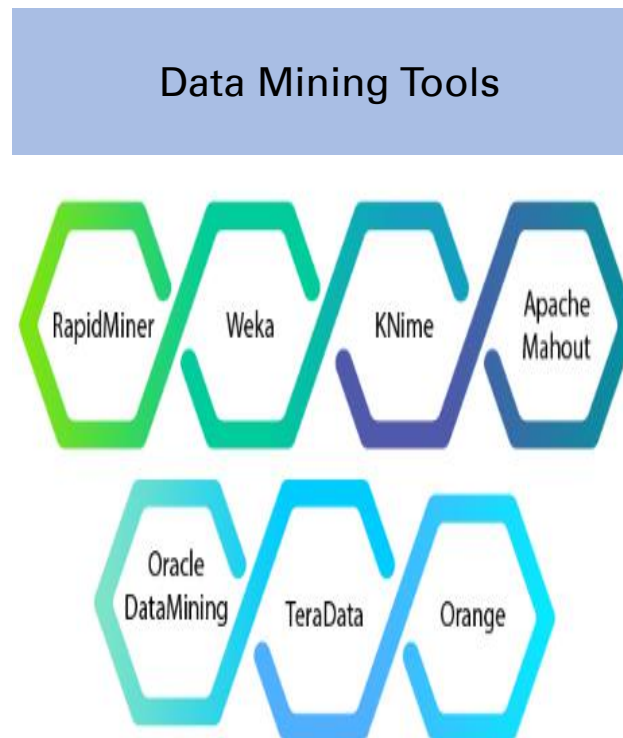 Data Mining Tools
RapidMiner
Weka
KNime
Apache
Mahout
Oracle
DataMining
TeraData
Orange